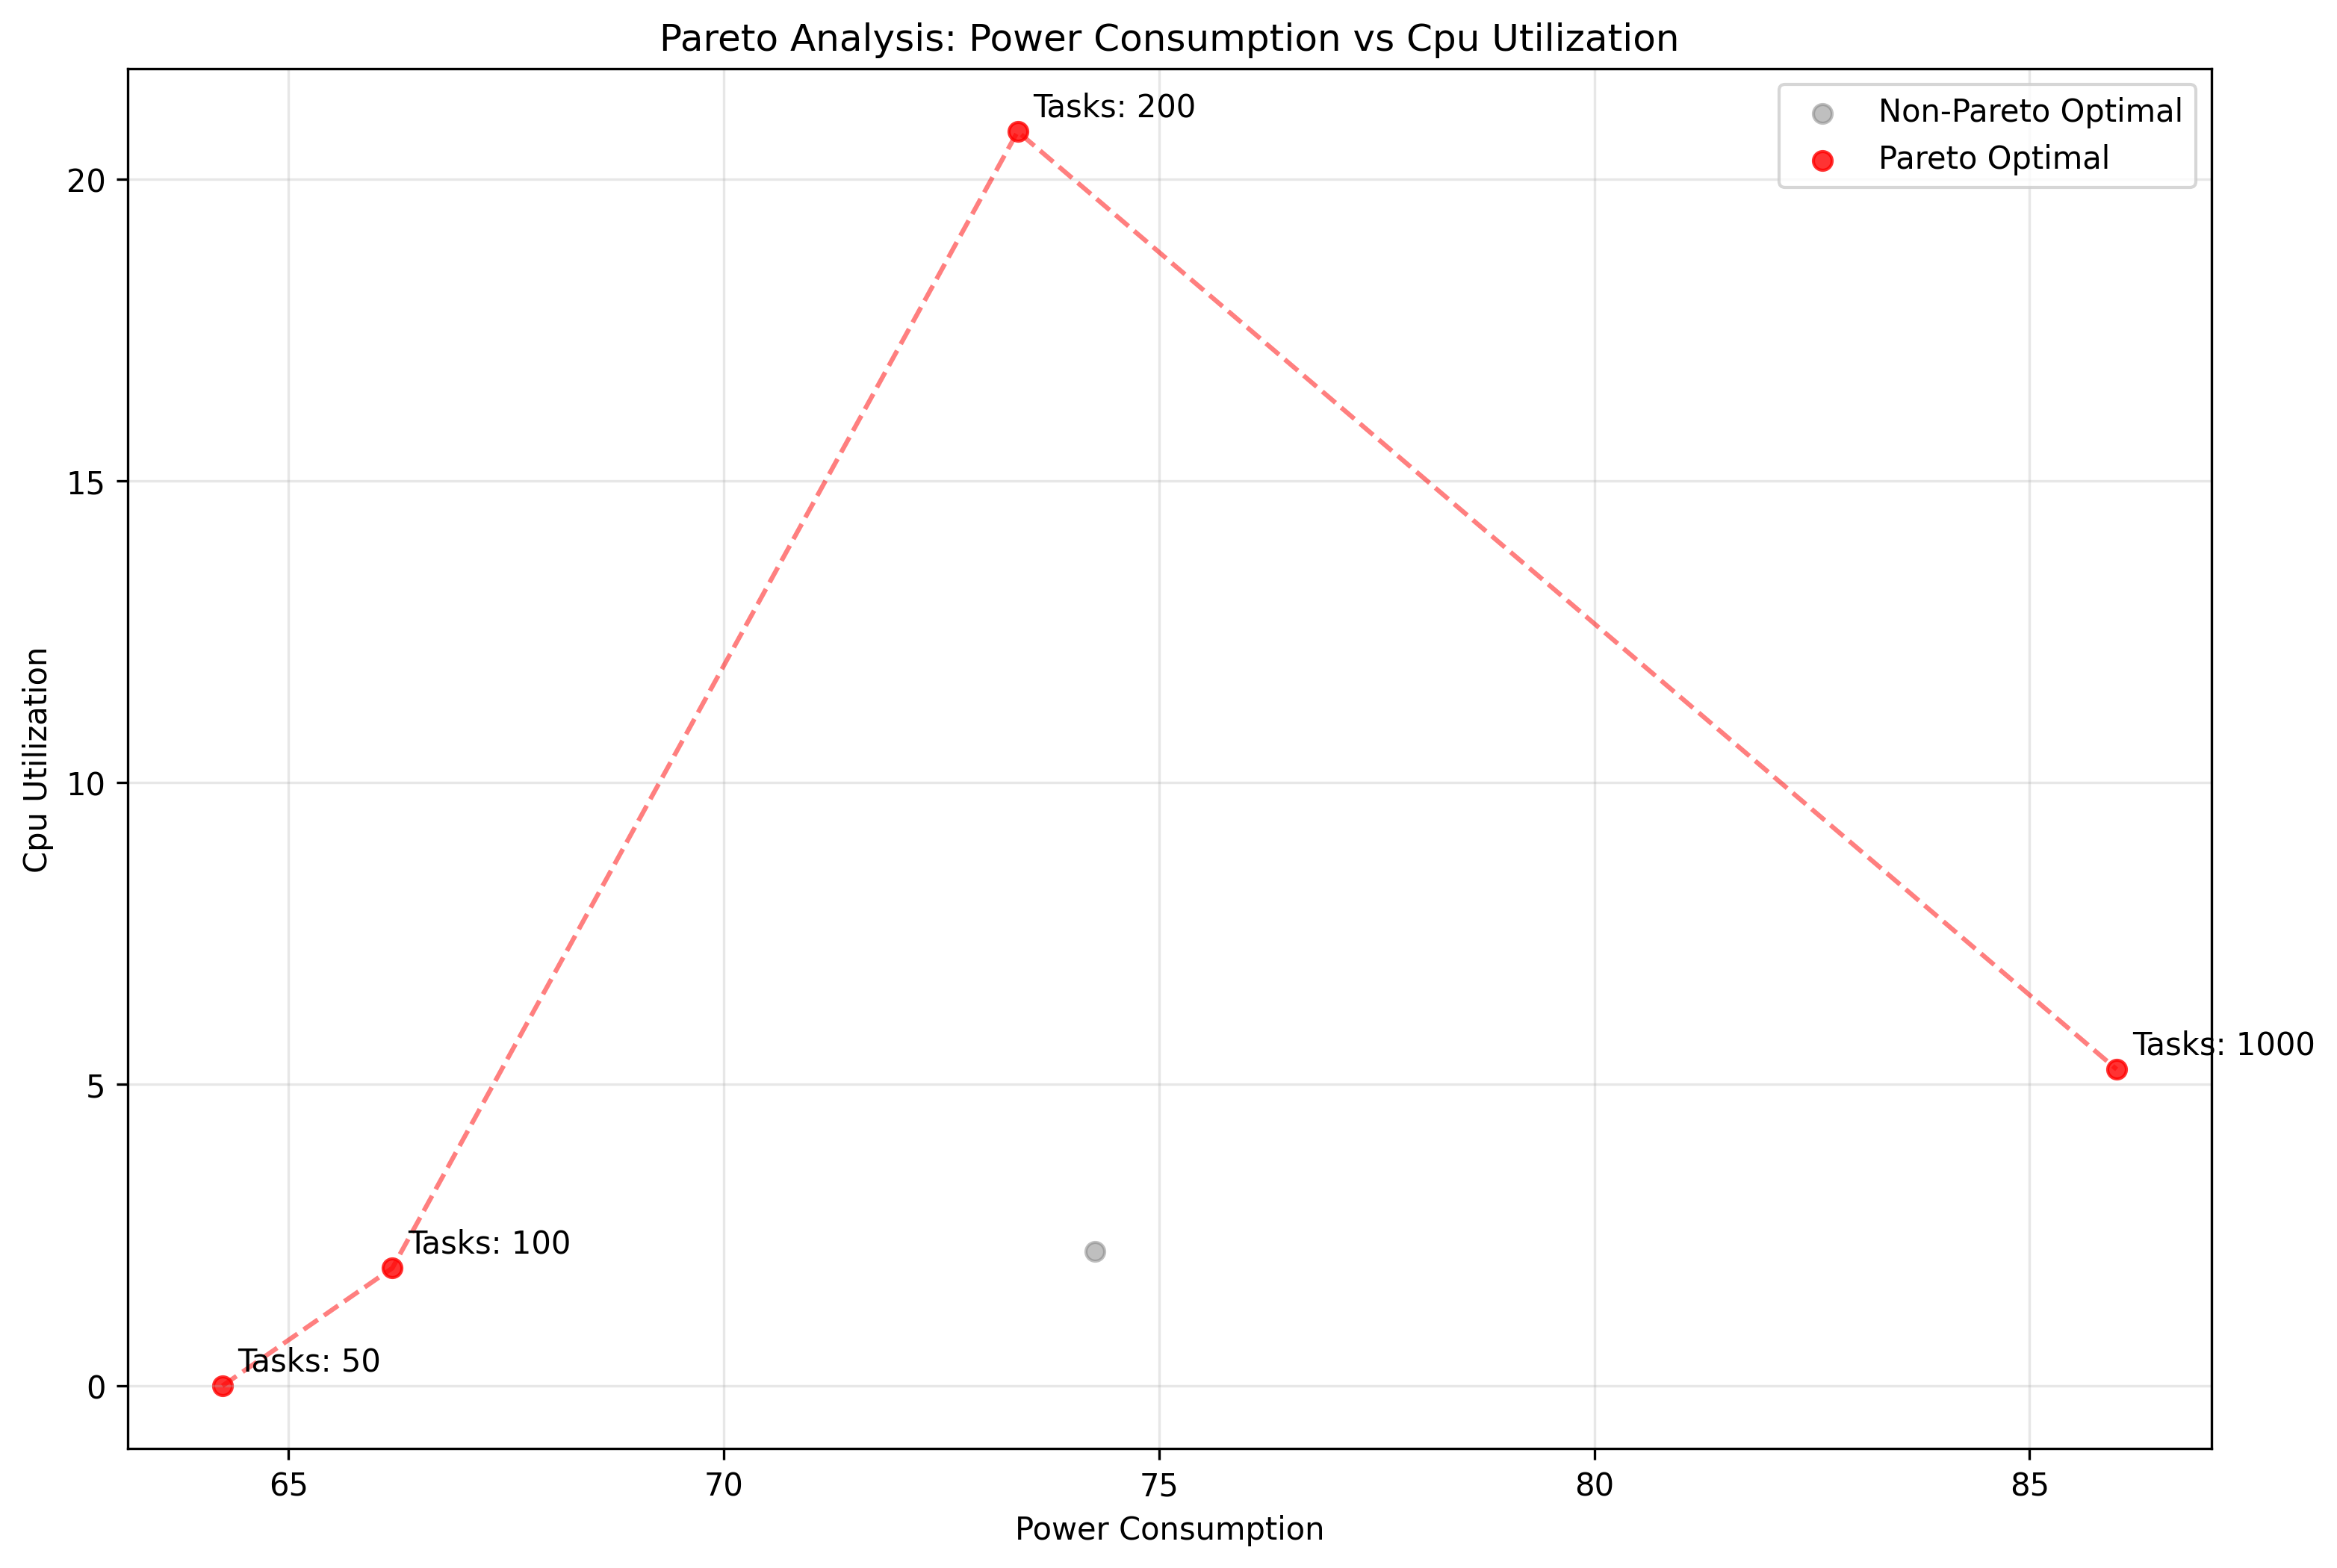 Pareto Analysis: Power Consumption vs Cpu Utilization
Non-Pareto Optimal
Pareto Optimal
Tasks: 200
Tasks: 1000
Tasks: 100
Tasks: 50
Cpu Utilization
20
15
10
5
0
65 70 75 80 85
Power Consumption